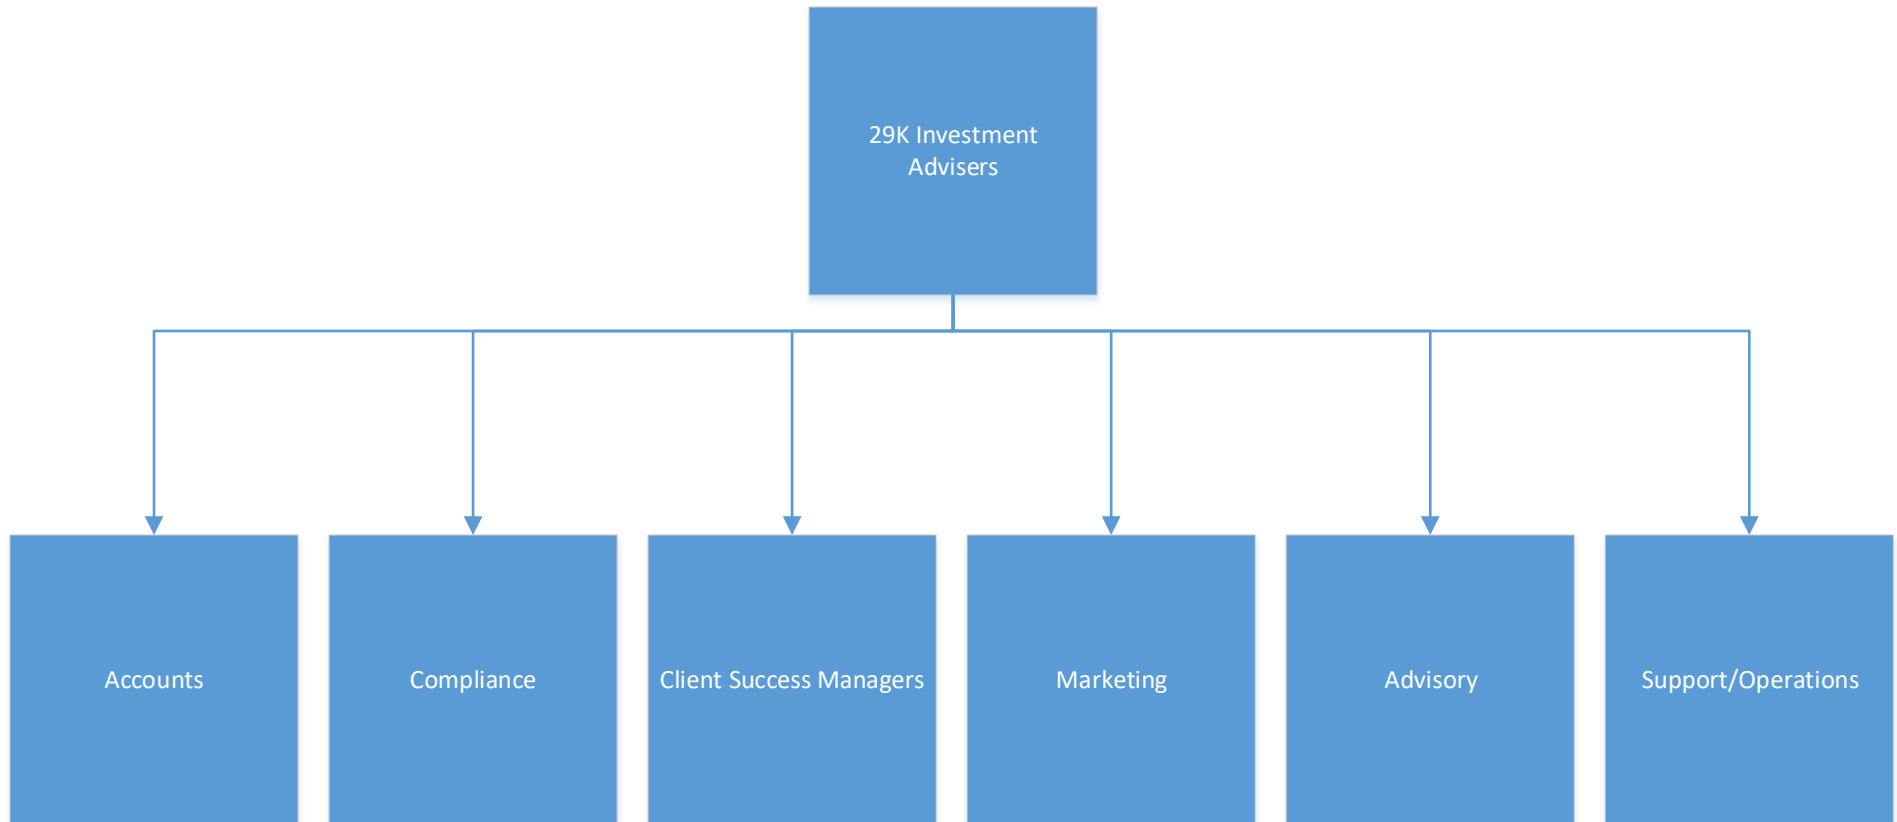 29K Investment
Advisers
Accounts
Compliance
Client Success Managers
Marketing
Advisory
Support/Operations